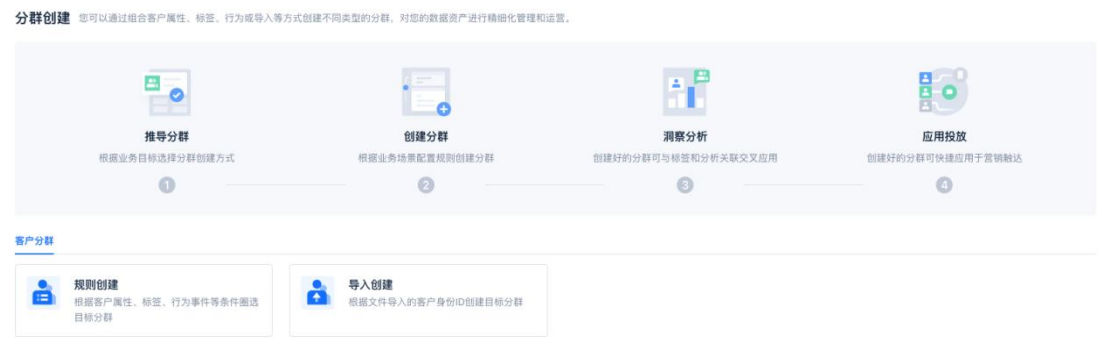 分群创建 您可以通过组合客户属性、标签、行为或导入等方式创建不同类型的分群，对您的数据资产进行精细化管理和运营。
推导分群 创建分群 洞察分析 应用投放
根据业务目标选择分群创建方式 根据业务场景配置规则创建分群 创建好的分群可与标签和分析关联交叉应用 创建好的分群可快捷应用于营销触达
1 2 3 4
客户分群
规则创建
根据客户属性、标签、行为事件等条件圈选
目标分群
导入创建
根据文件导入的客户身份ID创建目标分群